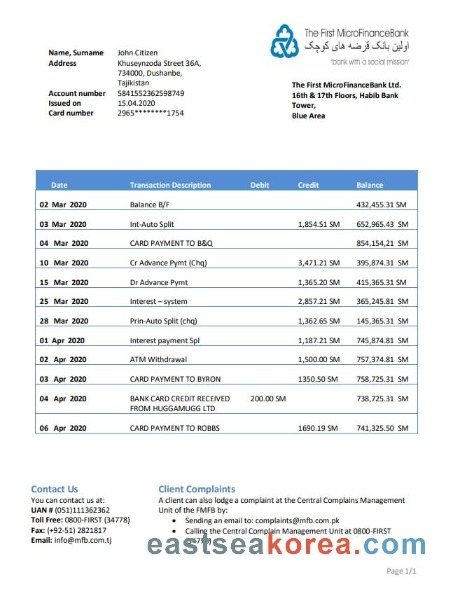 The First MicroFinanceBank
اولین بانک قرضه های کوچک
"bank with a social mission"
Name, Surname John Citizen
Address Khuseynzoda Street 36A,
734000, Dushanbe,
Tajikistan
Account number 5841552362598749
Issued on 15.04.2020
Card number 2965********1754
The First MicroFinanceBank Ltd.
16th & 17th Floors, Habib Bank
Tower,
Blue Area
Date Transaction Description Debit Credit Balance
02 Mar 2020 Balance B/F 432,455.31 SM
03 Mar 2020 Int-Auto Split 1,854.51 SM 652,965.43 SM
04 Mar 2020 CARD PAYMENT TO B&Q 854,154,21 SM
10 Mar 2020 Cr Advance Pymt (Chq) 3,471.21 SM 395,874.31 SM
15 Mar 2020 Dr Advance Pymt 1,365.20 SM 415,365.31 SM
25 Mar 2020 Interest – system 2,857.21 SM 365,245.81 SM
28 Mar 2020 Prin-Auto Split (chq) 1,362.65 SM 145,365.31 SM
01 Apr 2020 Interest payment Spl 1,187.21 SM 745,874.81 SM
02 Apr 2020 ATM Withdrawal 1,500.00 SM 757,374.81 SM
03 Apr 2020 CARD PAYMENT TO BYRON 1350.50 SM 758,725.31 SM
04 Apr 2020 BANK CARD CREDIT RECEIVED 200.00 SM 738,725.31 SM
FROM HUGGAMUGG LTD
06 Apr 2020 CARD PAYMENT TO ROBBS 1690.19 SM 741,325.50 SM
Contact Us
You can contact us at:
UAN # (051)111362362
Toll Free: 0800-FIRST (34778)
Fax: (+92-51) 2821817
Email: info@mfb.com.tj
Client Complaints
A client can also lodge a complaint at the Central Complains Management
Unit of the FMFB by:
• Sending an email to: complaints@mfb.com.pk
• Calling the Central Complain Management Unit at 0800-FIRST
eastseakorea.com
Page 1/1